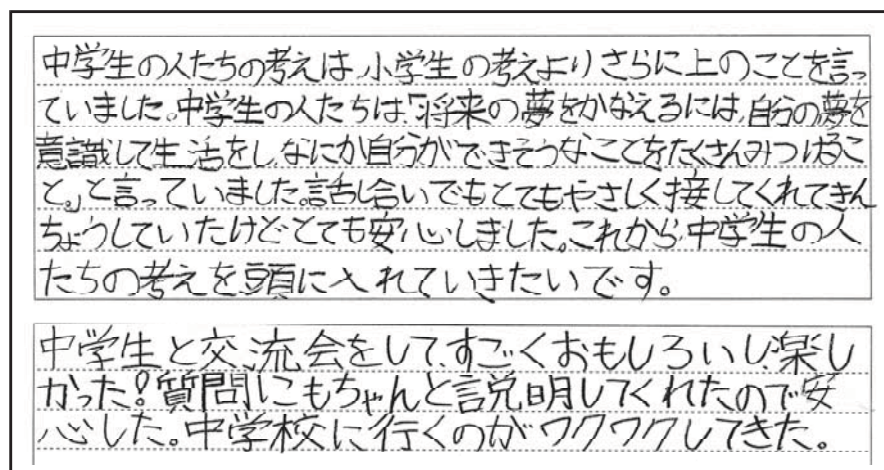 中学生の人たちの考えは、小学生の考えよりさらに上のことを言っ
ていました。中学生の人たちは、「将来の夢をかなえるには、自分の夢を
意識して生活をし、なにか自分ができそうなことをたくさんみつけるこ
と。」と言っていました。話し合いでもとてもやさしく接してくれてきん
ちょうしていたけどとても安心しました。これから中学生の人
たちの考えを頭に入れていきたいです。
中学生と交流会をして、すごくおもしろいし、楽し
かった!質問にもちゃんと説明してくれたので安
心した。中学校に行くのがワクワクしてきた。